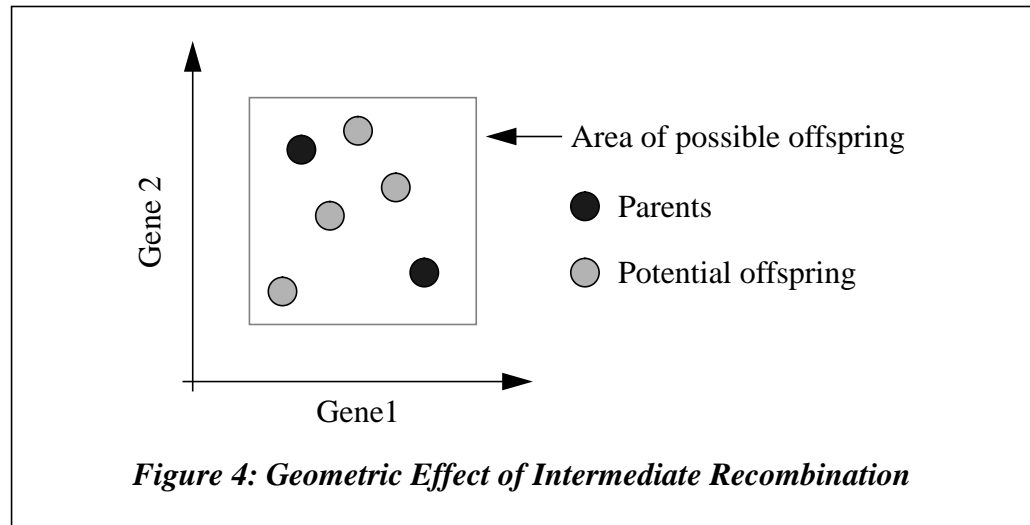 Gene 2
Area of possible offspring
Parents
Potential offspring
Gene1
Figure 4: Geometric Effect of Intermediate Recombination